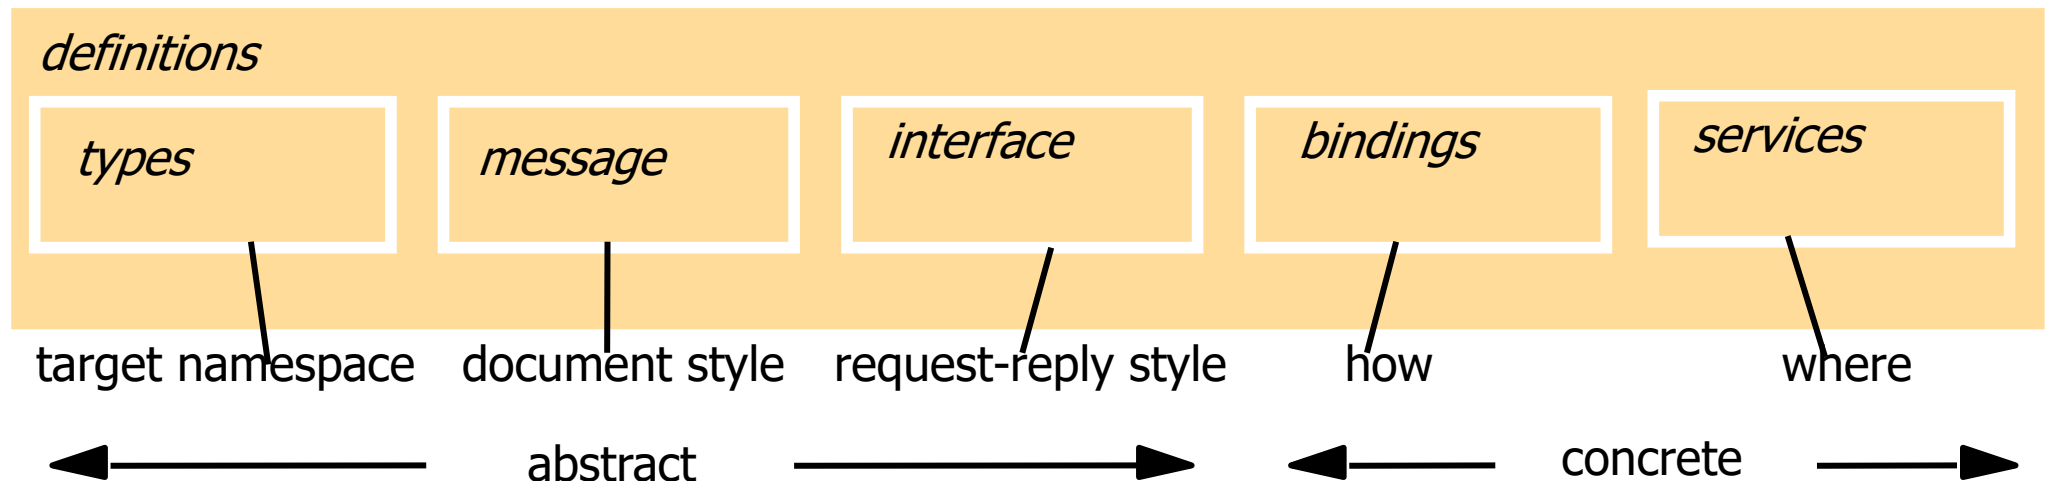 definitions
types message interface bindings services
target namespace document style request-reply style how where
abstract concrete